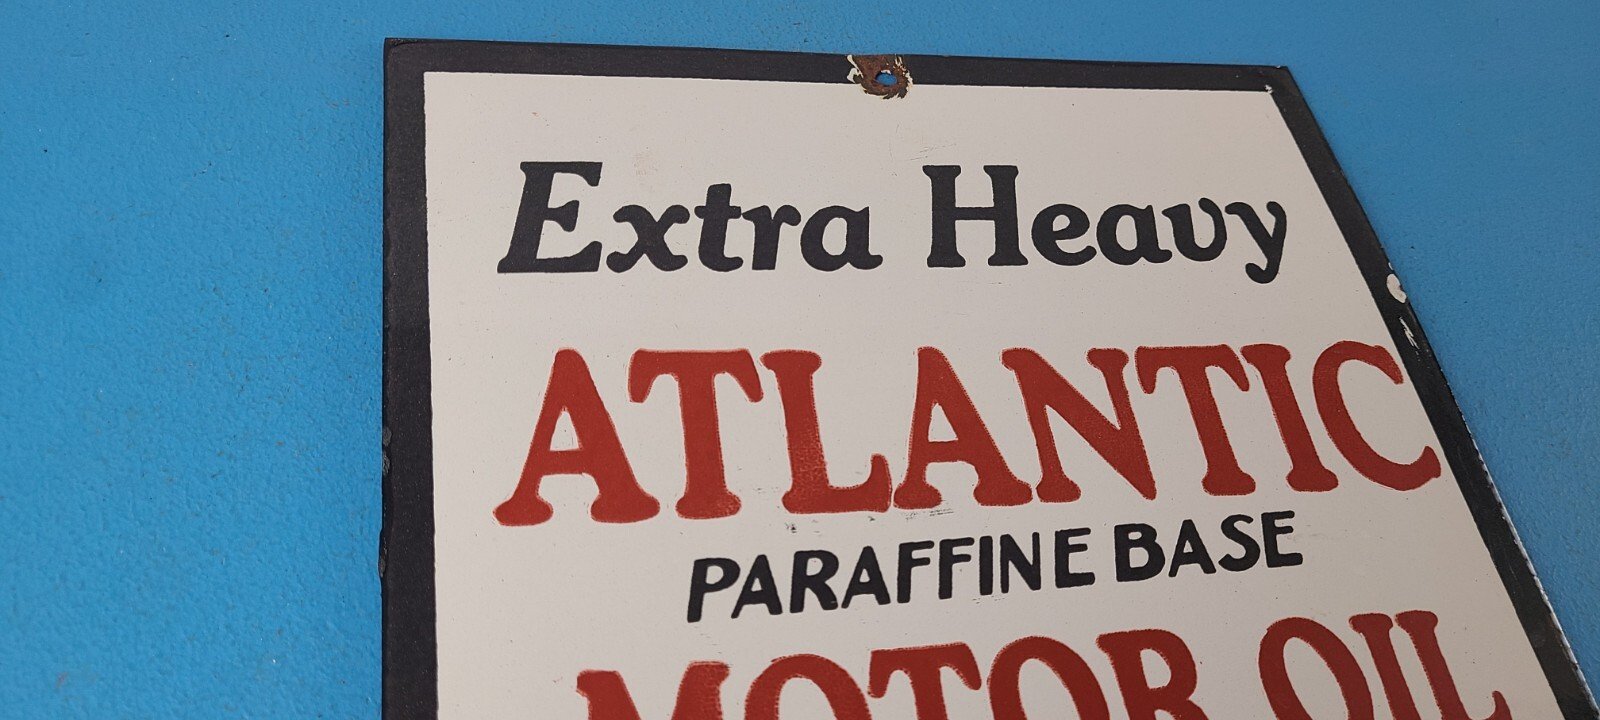 Extra Heavy
ATLANTIC
PARAFFINE BASE
MOTOR OIL